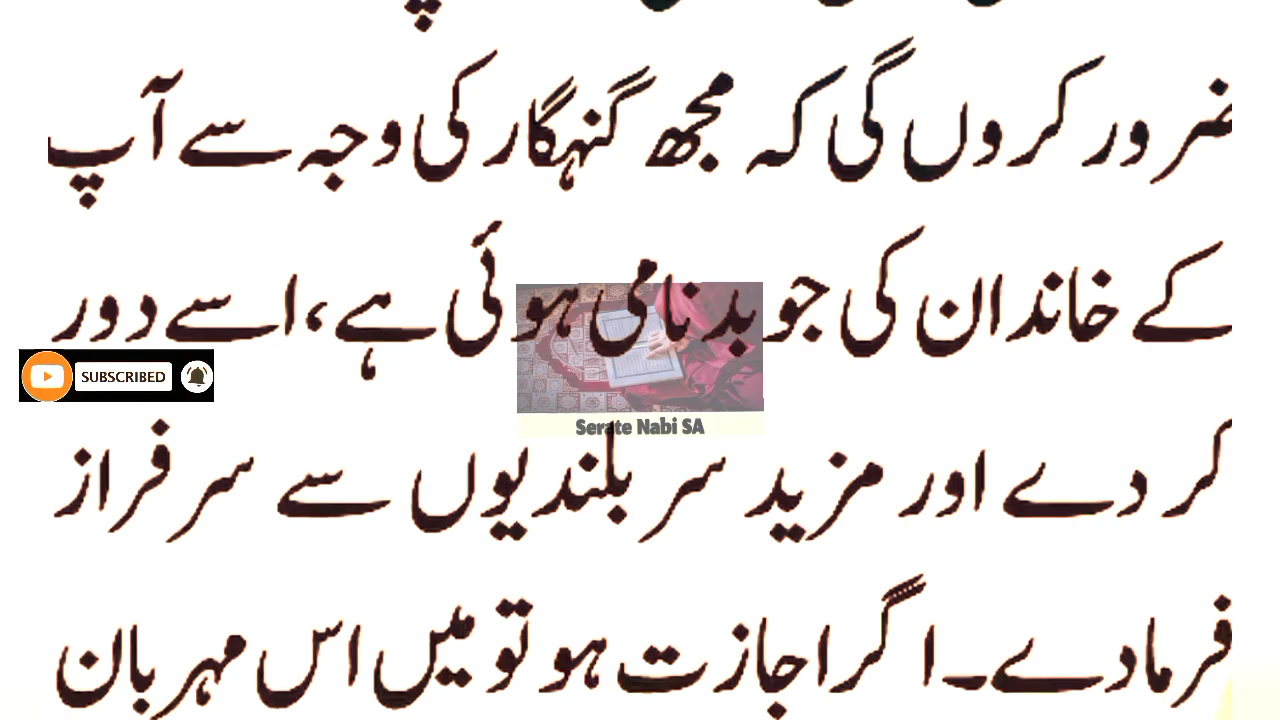 ضرور کروں گی کہ مجھ گنہگار کی وجہ سے آپ
کے خاندان کی جو بدنامی ہوئی ہے، اسے دور
SUBSCRIBED
Serate Nabi SA
کر دے اور مزید سر بلندیوں سے سرفراز
فرمادے۔ اگر اجازت ہو تو میں اس مہربان